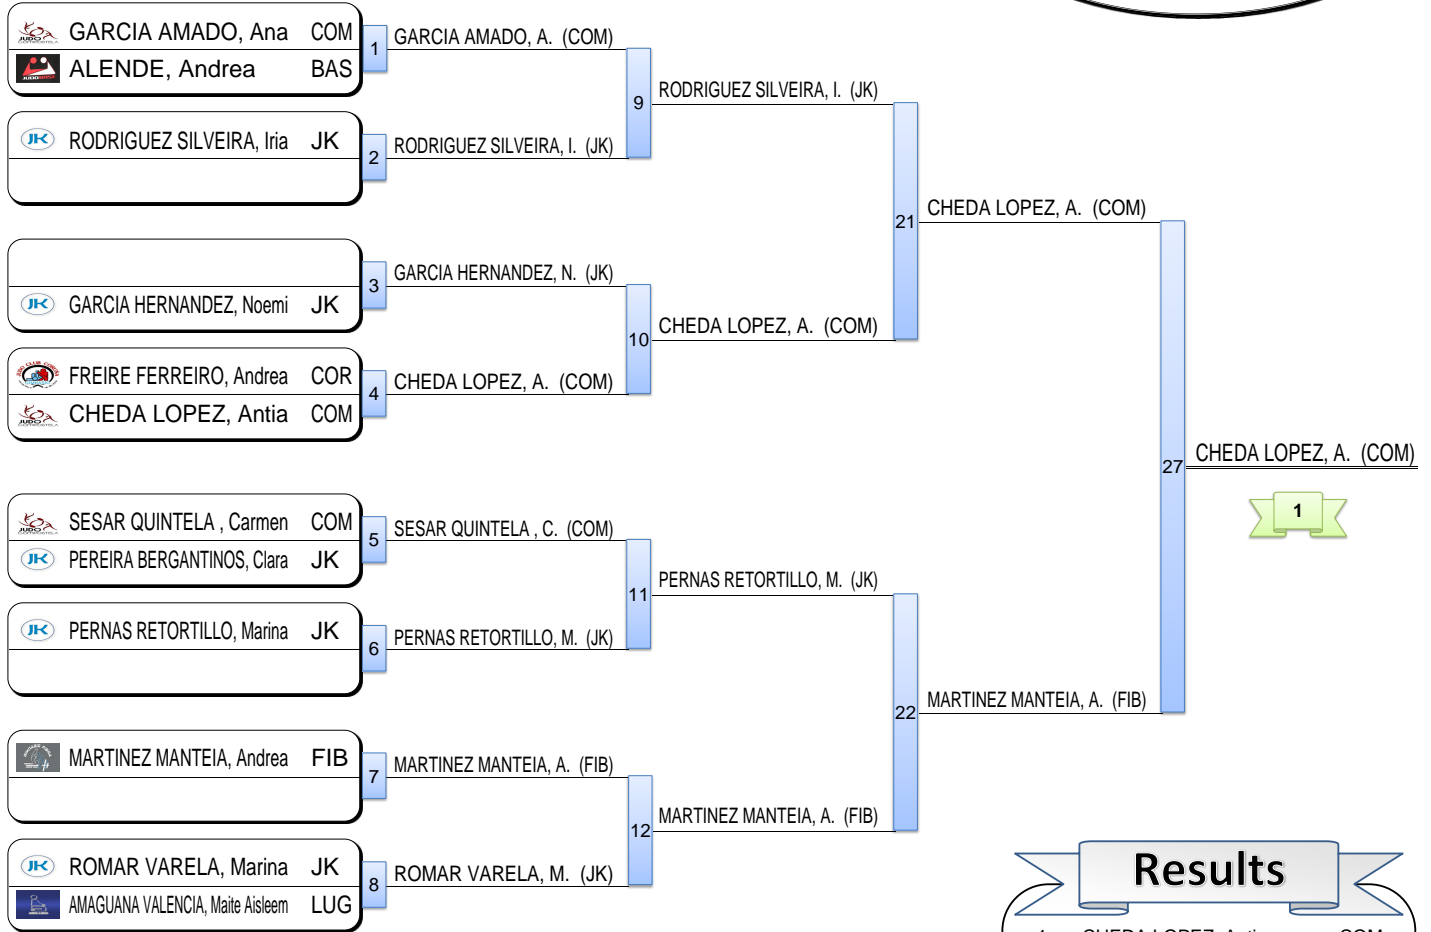 GARCIA AMADO, Ana COM
ALENDE, Andrea BAS
1
GARCIA AMADO, A. (COM)
RODRIGUEZ SILVEIRA, Iria JK
2
RODRIGUEZ SILVEIRA, I. (JK)
9
RODRIGUEZ SILVEIRA, I. (JK)
GARCIA HERNANDEZ, Noemi JK
3
GARCIA HERNANDEZ, N. (JK)
FREIRE FERREIRO, Andrea COR
CHEDA LOPEZ, Antia COM
4
CHEDA LOPEZ, A. (COM)
10
CHEDA LOPEZ, A. (COM)
21
CHEDA LOPEZ, A. (COM)
SESAR QUINTELA , Carmen COM
PEREIRA BERGANTINOS, Clara JK
5
SESAR QUINTELA , C. (COM)
PERNAS RETORTILLO, Marina JK
6
PERNAS RETORTILLO, M. (JK)
11
PERNAS RETORTILLO, M. (JK)
MARTINEZ MANTEIA, Andrea FIB
7
MARTINEZ MANTEIA, A. (FIB)
ROMAR VARELA, Marina JK
AMAGUANA VALENCIA, Maite Aisleem LUG
8
ROMAR VARELA, M. (JK)
12
MARTINEZ MANTEIA, A. (FIB)
22
MARTINEZ MANTEIA, A. (FIB)
27
CHEDA LOPEZ, A. (COM)
1
Results
1 CHEDA LOPEZ, Antia COM